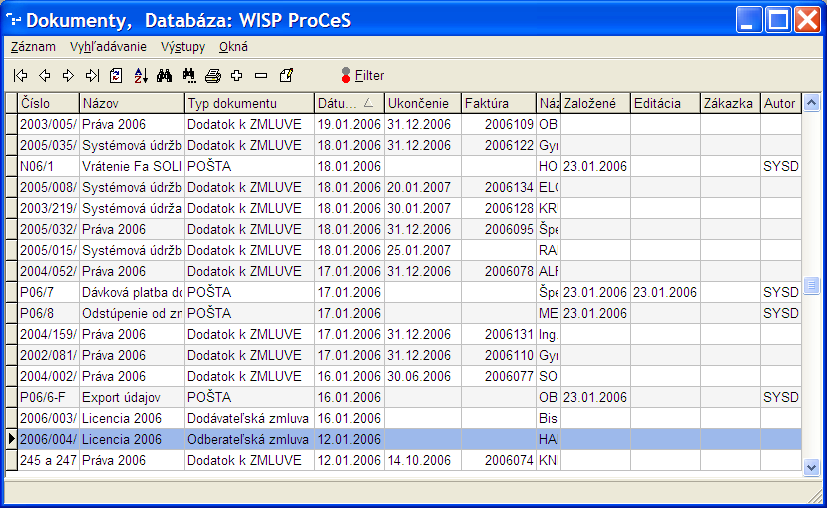 Dokumenty, Databáza: WISP ProCeS
Záznam Vyhľadávanie Výstupy Okná
Filter
Číslo Názov Typ dokumentu Dátu... Ukončenie Faktúra Náz Založené Editácia Zákazka Autor
2003/005/ Práva 2006 Dodatok k ZMLUVE 19.01.2006 31.12.2006 2006109 OB
2005/035/ Systémová údržb Dodatok k ZMLUVE 18.01.2006 31.12.2006 2006122 Gyr
N06/1 Vrátenie Fa SOLI POŠTA 18.01.2006 HO 23.01.2006 SYSD
2005/008/ Systémová údržb Dodatok k ZMLUVE 18.01.2006 20.01.2007 2006134 ELC
2003/219/ Systémová údrža Dodatok k ZMLUVE 18.01.2006 30.01.2007 2006128 KR
2005/032/ Práva 2006 Dodatok k ZMLUVE 18.01.2006 31.12.2006 2006095 Špe
2005/015/ Systémová údržb Dodatok k ZMLUVE 18.01.2006 25.01.2007 RA
2004/052/ Práva 2006 Dodatok k ZMLUVE 17.01.2006 31.12.2006 2006078 ALF
P06/7 Dávková platba do POŠTA 17.01.2006 Špe 23.01.2006 23.01.2006 SYSD
P06/8 Odstúpenie od zm POŠTA 17.01.2006 ME 23.01.2006 SYSD
2004/159/ Práva 2006 Dodatok k ZMLUVE 17.01.2006 31.12.2006 2006131 Ing.
2002/081/ Práva 2006 Dodatok k ZMLUVE 17.01.2006 31.12.2006 2006110 Gyr
2004/002/ Práva 2006 Dodatok k ZMLUVE 16.01.2006 30.06.2006 2006077 SO
P06/6-F Export údajov POŠTA 16.01.2006 OB 23.01.2006 SYSD
2006/003/ Licencia 2006 Dodávateľská zmluva 16.01.2006 Bis
2006/004/ Licencia 2006 Odberateľská zmluva 12.01.2006 HA
245 a 247 Práva 2006 Dodatok k ZMLUVE 12.01.2006 14.10.2006 2006074 KN